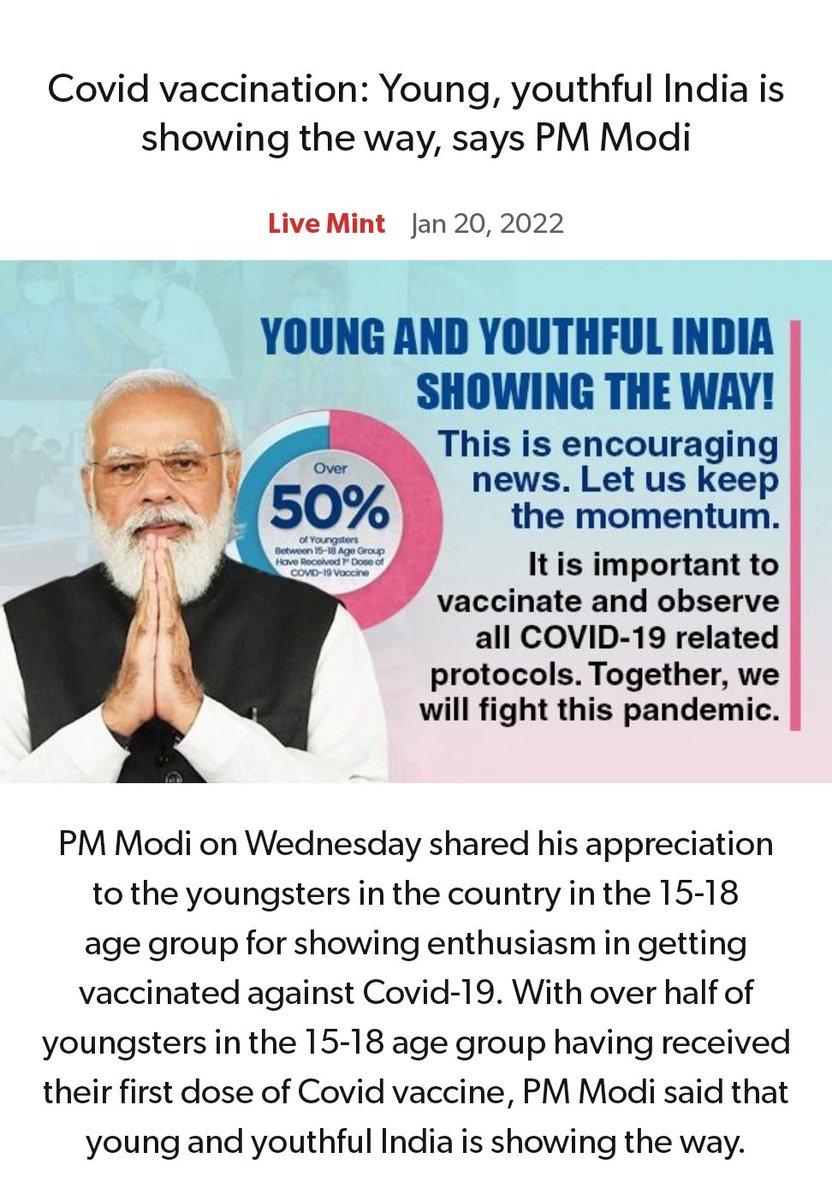 Covid vaccination: Young, youthful India is
showing the way, says PM Modi
Live Mint Jan 20, 2022
YOUNG AND YOUTHFUL INDIA
SHOWING THE WAY!
This is encouraging
news. Let us keep
the momentum.
It is important to
vaccinate and observe
all COVID-19 related
protocols. Together, we
will fight this pandemic.
Over
50%
of Youngsters
Between 15-18 Age Group
Have Received 1st Dose of
COVID-19 Vaccine
PM Modi on Wednesday shared his appreciation
to the youngsters in the country in the 15-18
age group for showing enthusiasm in getting
vaccinated against Covid-19. With over half of
youngsters in the 15-18 age group having received
their first dose of Covid vaccine, PM Modi said that
young and youthful India is showing the way.